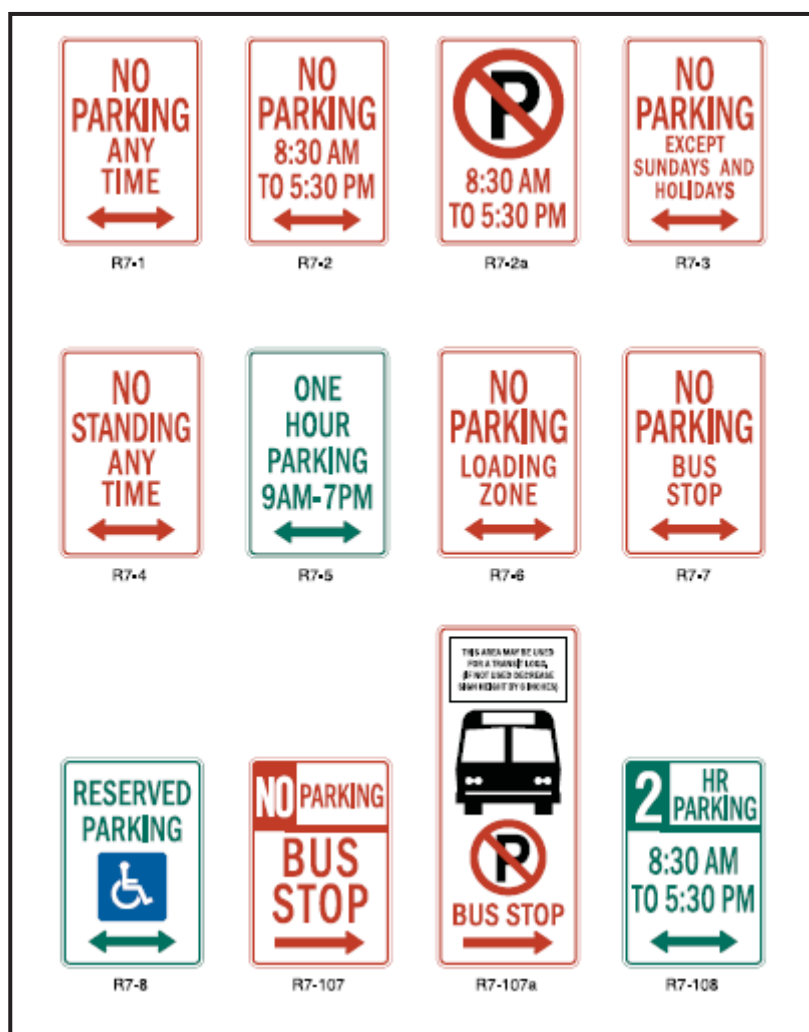 NO
PARKING
ANY
TIME
R7-1
NO
PARKING
8:30 AM
TO 5:30 PM
R7-2
P
8:30 AM
TO 5:30 PM
R7-2a
NO
PARKING
EXCEPT
SUNDAYS AND
HOLIDAYS
R7-3
NO
STANDING
ANY
TIME
R7-4
ONE
HOUR
PARKING
9AM-7PM
R7-5
NO
PARKING
LOADING
ZONE
R7-6
NO
PARKING
BUS
STOP
R7-7
RESERVED
PARKING
R7-8
NO PARKING
BUS
STOP
R7-107
THIS AREA MAY BE USED
FOR A TRANSIT LOGO,
(IF NOT USED DECREASE
SIGN HEIGHT BY 6 INCHES)
P
BUS STOP
R7-107a
2 HR
PARKING
8:30 AM
TO 5:30 PM
R7-108